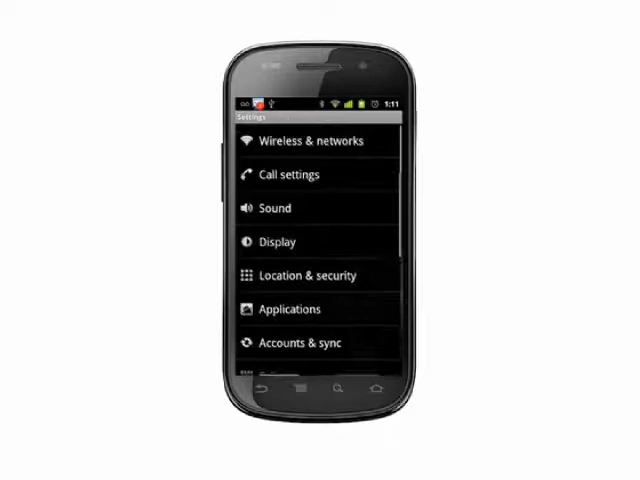 1:11
Settings
Wireless & networks
Call settings
Sound
Display
Location & security
Applications
Accounts & sync